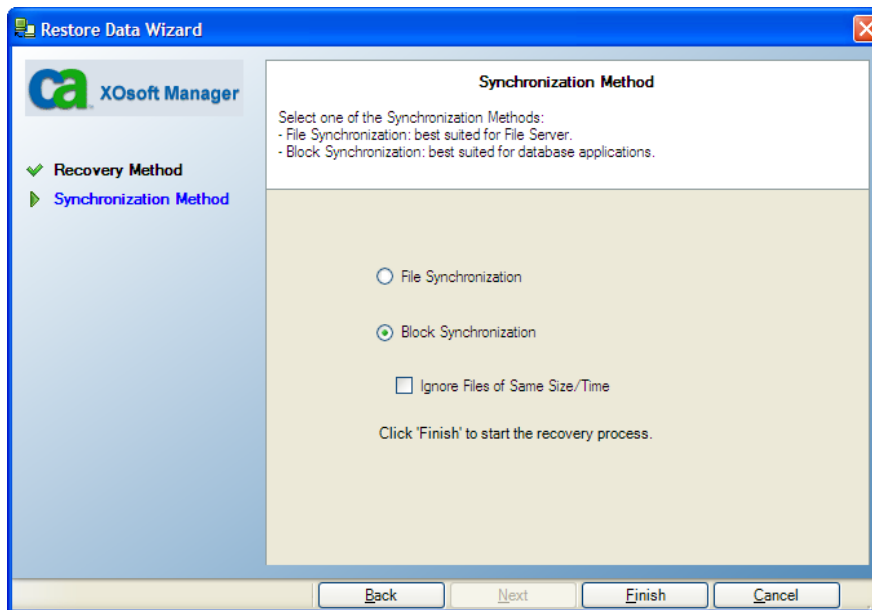 Restore Data Wizard
ca XOsoft Manager
Recovery Method
Synchronization Method
Synchronization Method
Select one of the Synchronization Methods:
- File Synchronization: best suited for File Server.
- Block Synchronization: best suited for database applications.
File Synchronization
Block Synchronization
Ignore Files of Same Size/Time
Click 'Finish' to start the recovery process.
Back Next Finish Cancel